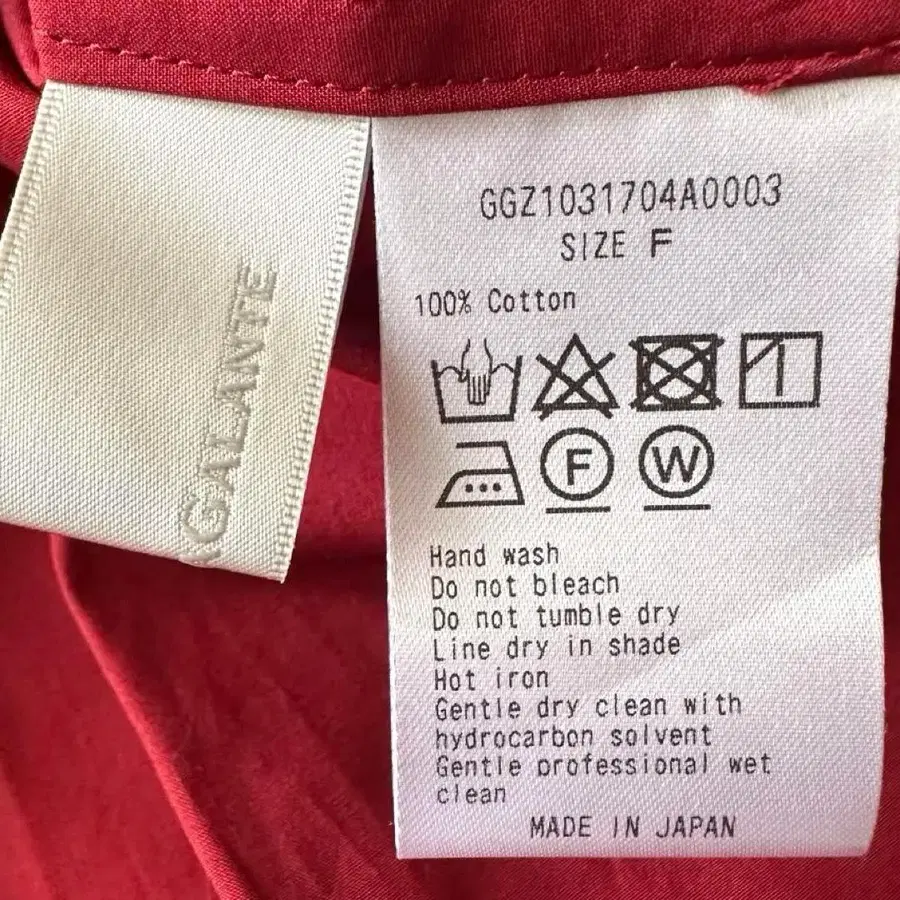 GALANTE
GGZ1031704A0003
SIZE F
100% Cotton
F W
Hand wash
Do not bleach
Do not tumble dry
Line dry in shade
Hot iron
Gentle dry clean with
hydrocarbon solvent
Gentle professional wet
clean
MADE IN JAPAN